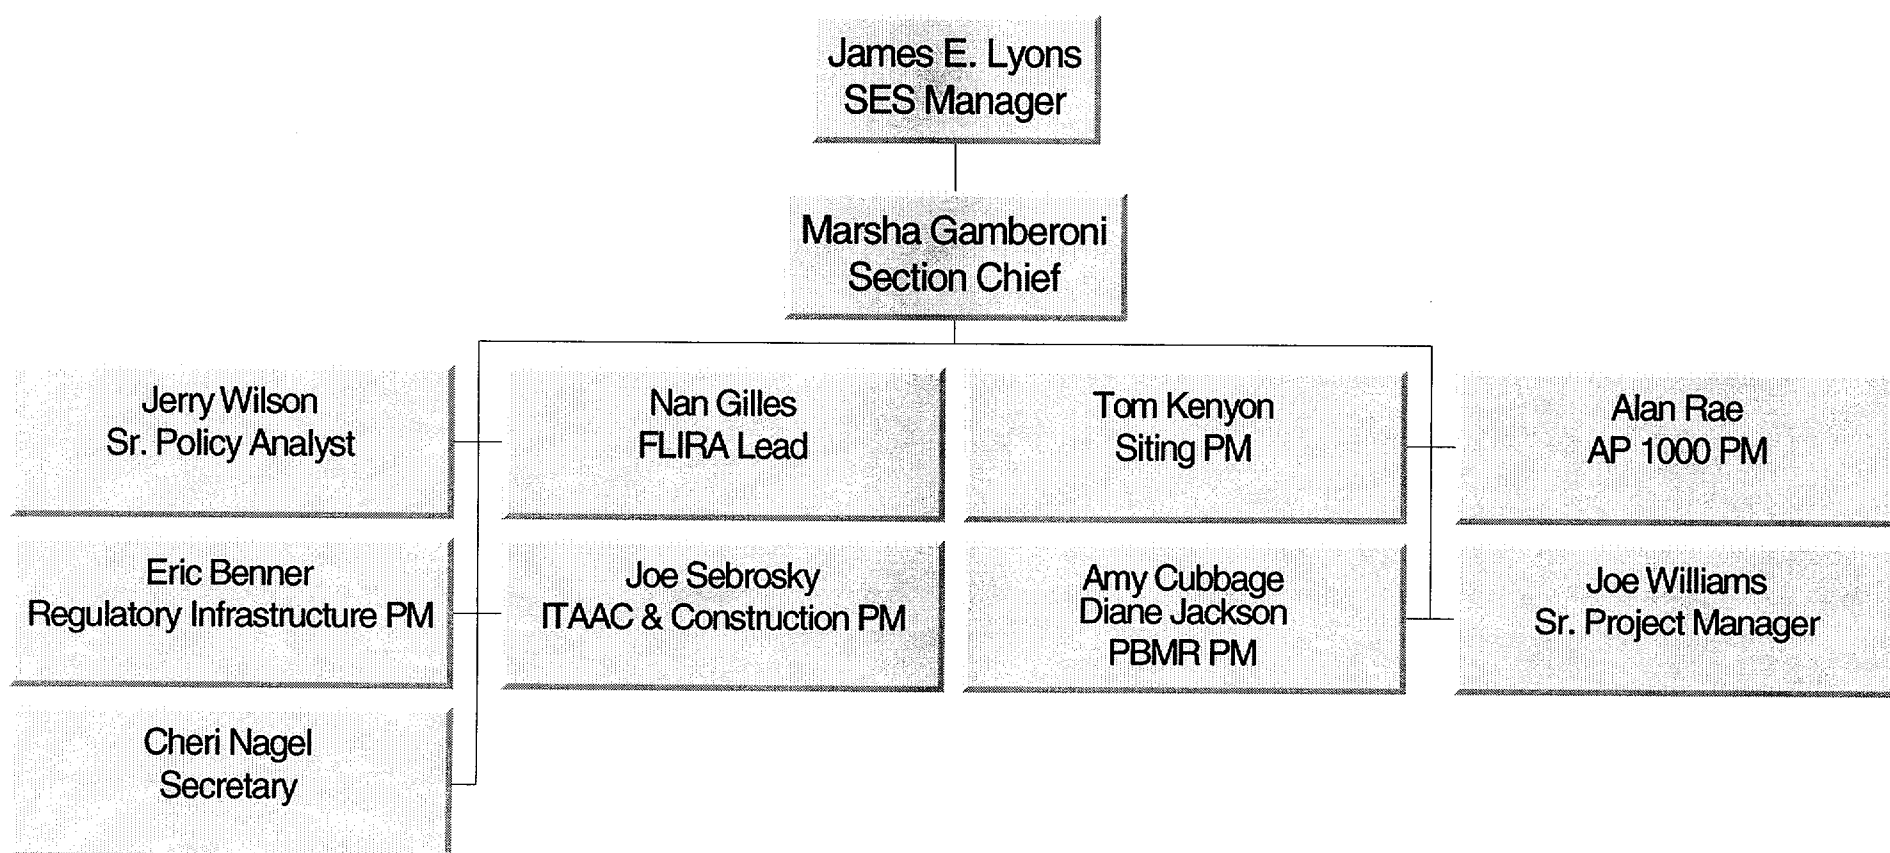 James E. Lyons
SES Manager
Marsha Gamberoni
Section Chief
Jerry Wilson
Sr. Policy Analyst
Nan Gilles
FLIRA Lead
Tom Kenyon
Siting PM
Alan Rae
AP 1000 PM
Eric Benner
Regulatory Infrastructure PM
Joe Sebrosky
ITAAC & Construction PM
Amy Cubbage
Diane Jackson
PBMR PM
Joe Williams
Sr. Project Manager
Cheri Nagel
Secretary